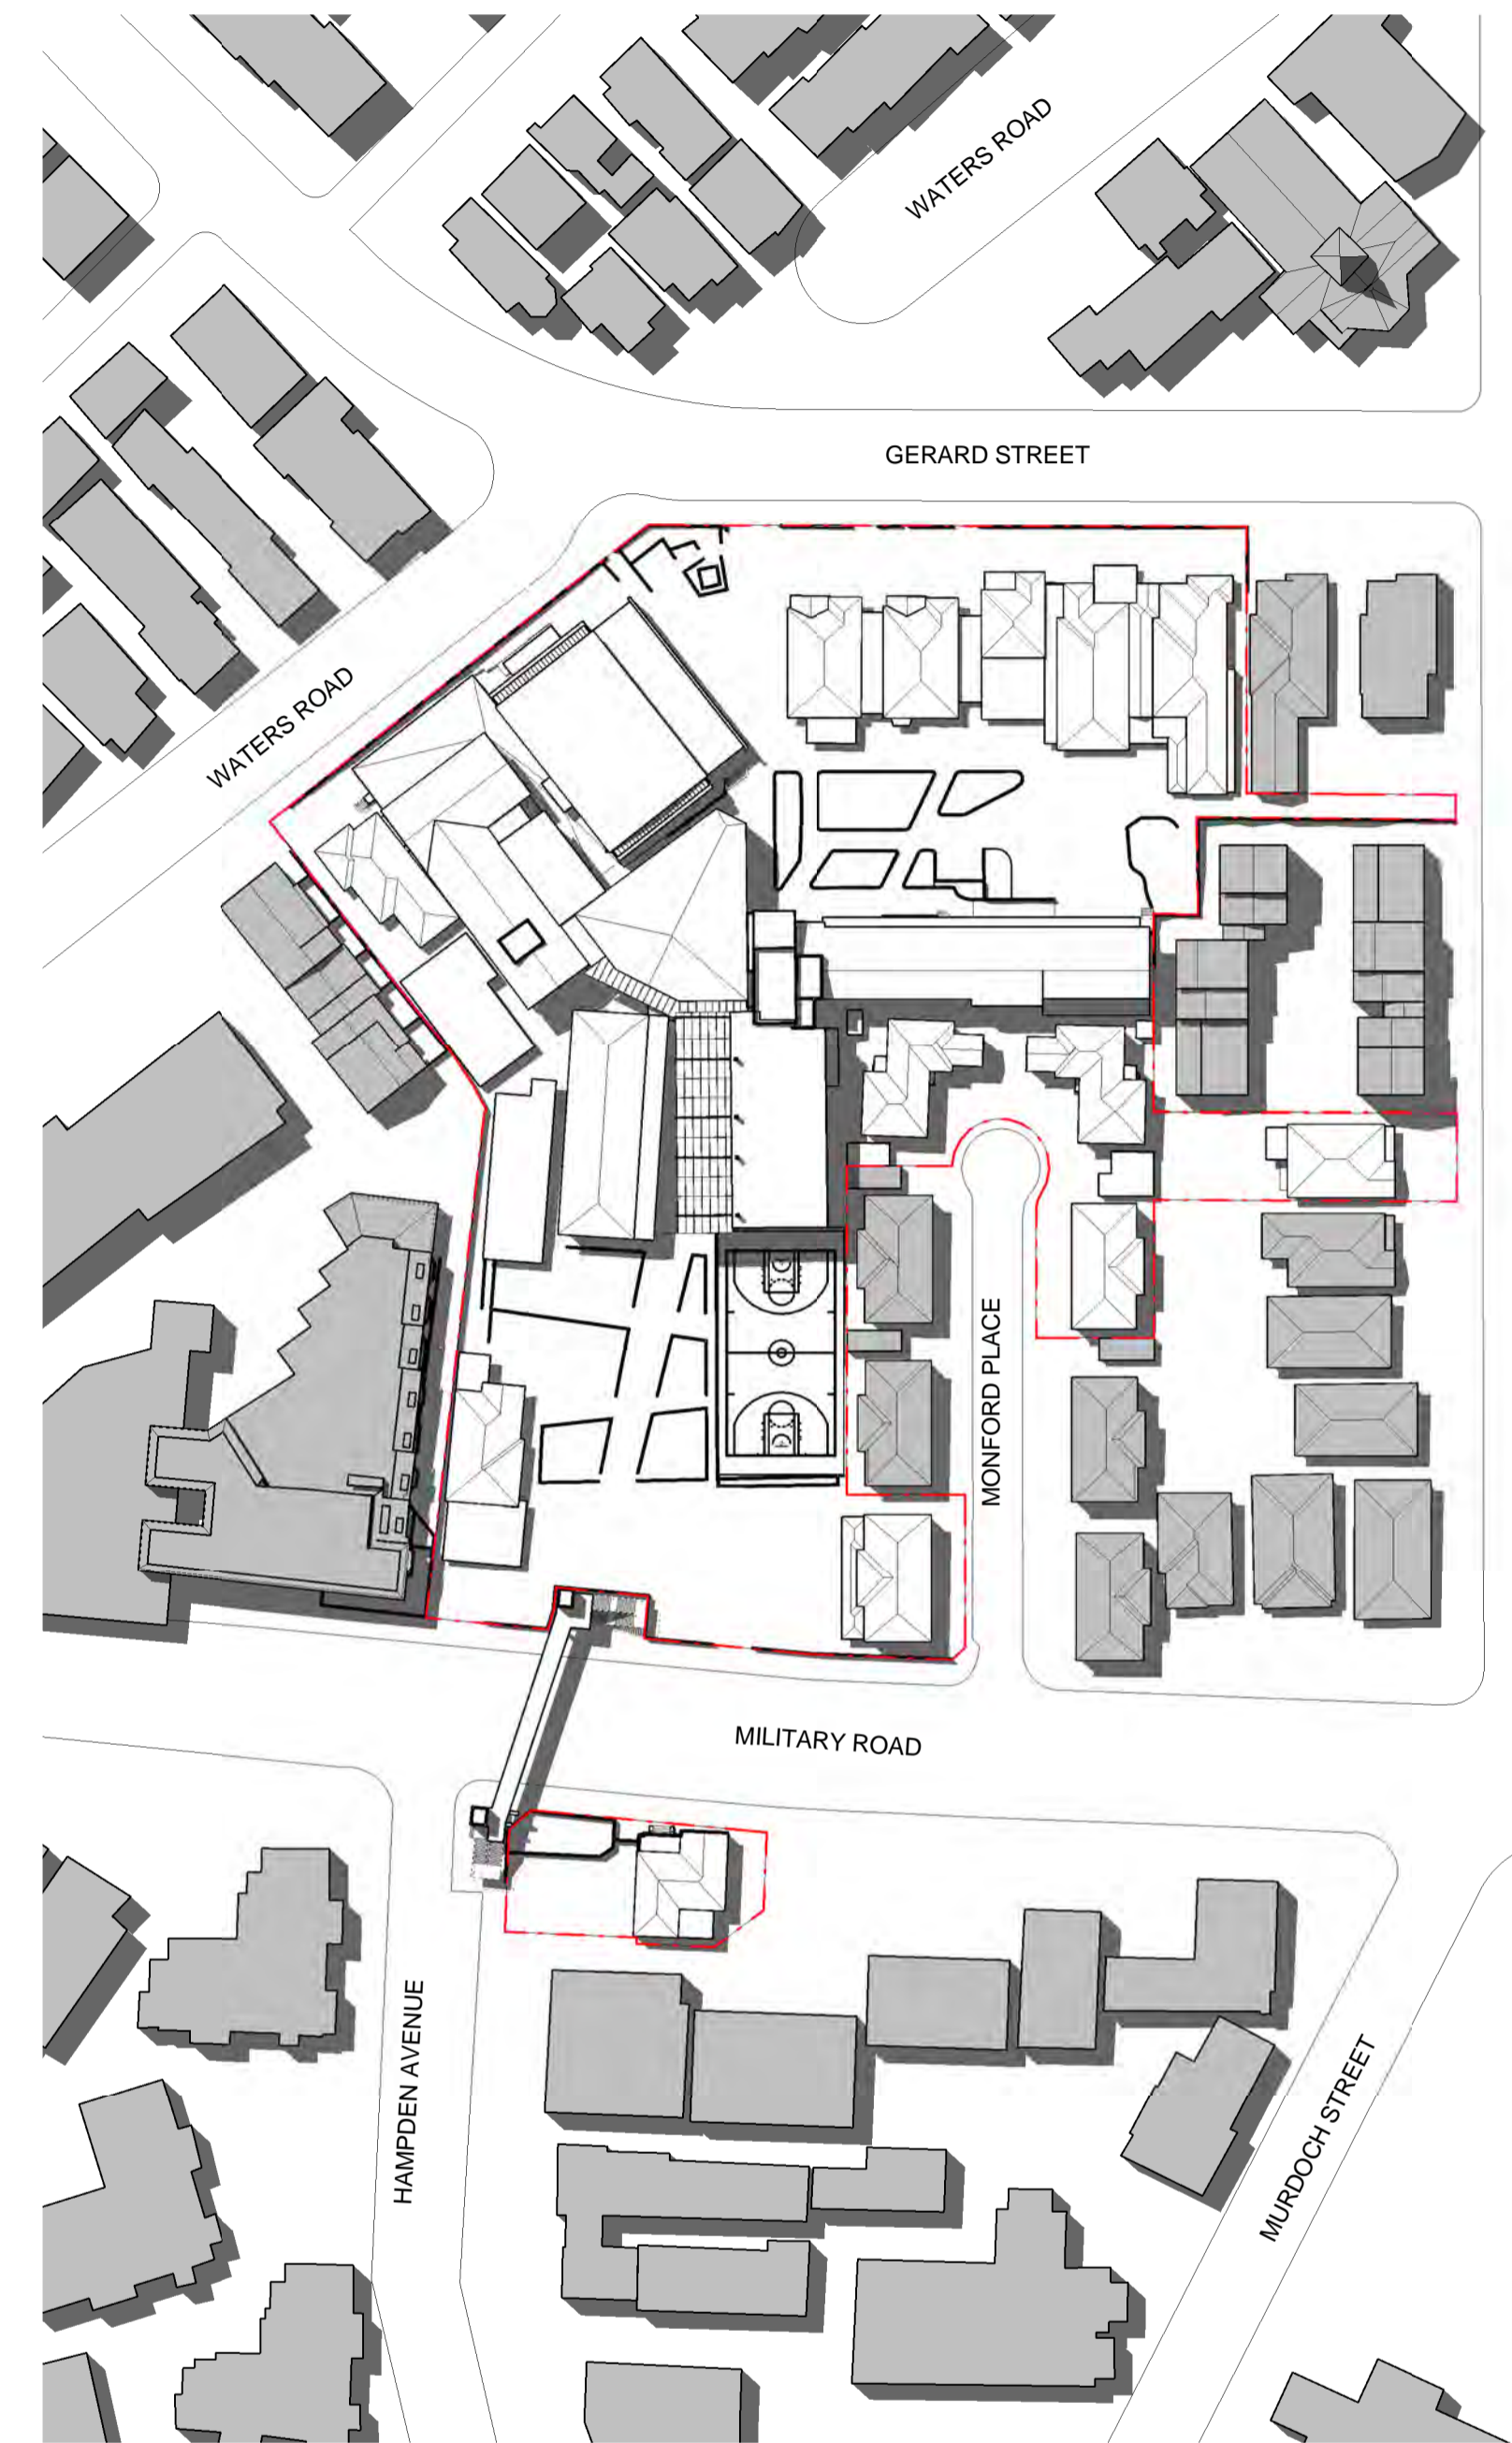 WATERS ROAD
GERARD STREET
WATERS ROAD
MONFORD PLACE
MILITARY ROAD
HAMPDEN AVENUE
MURDOCH STREET